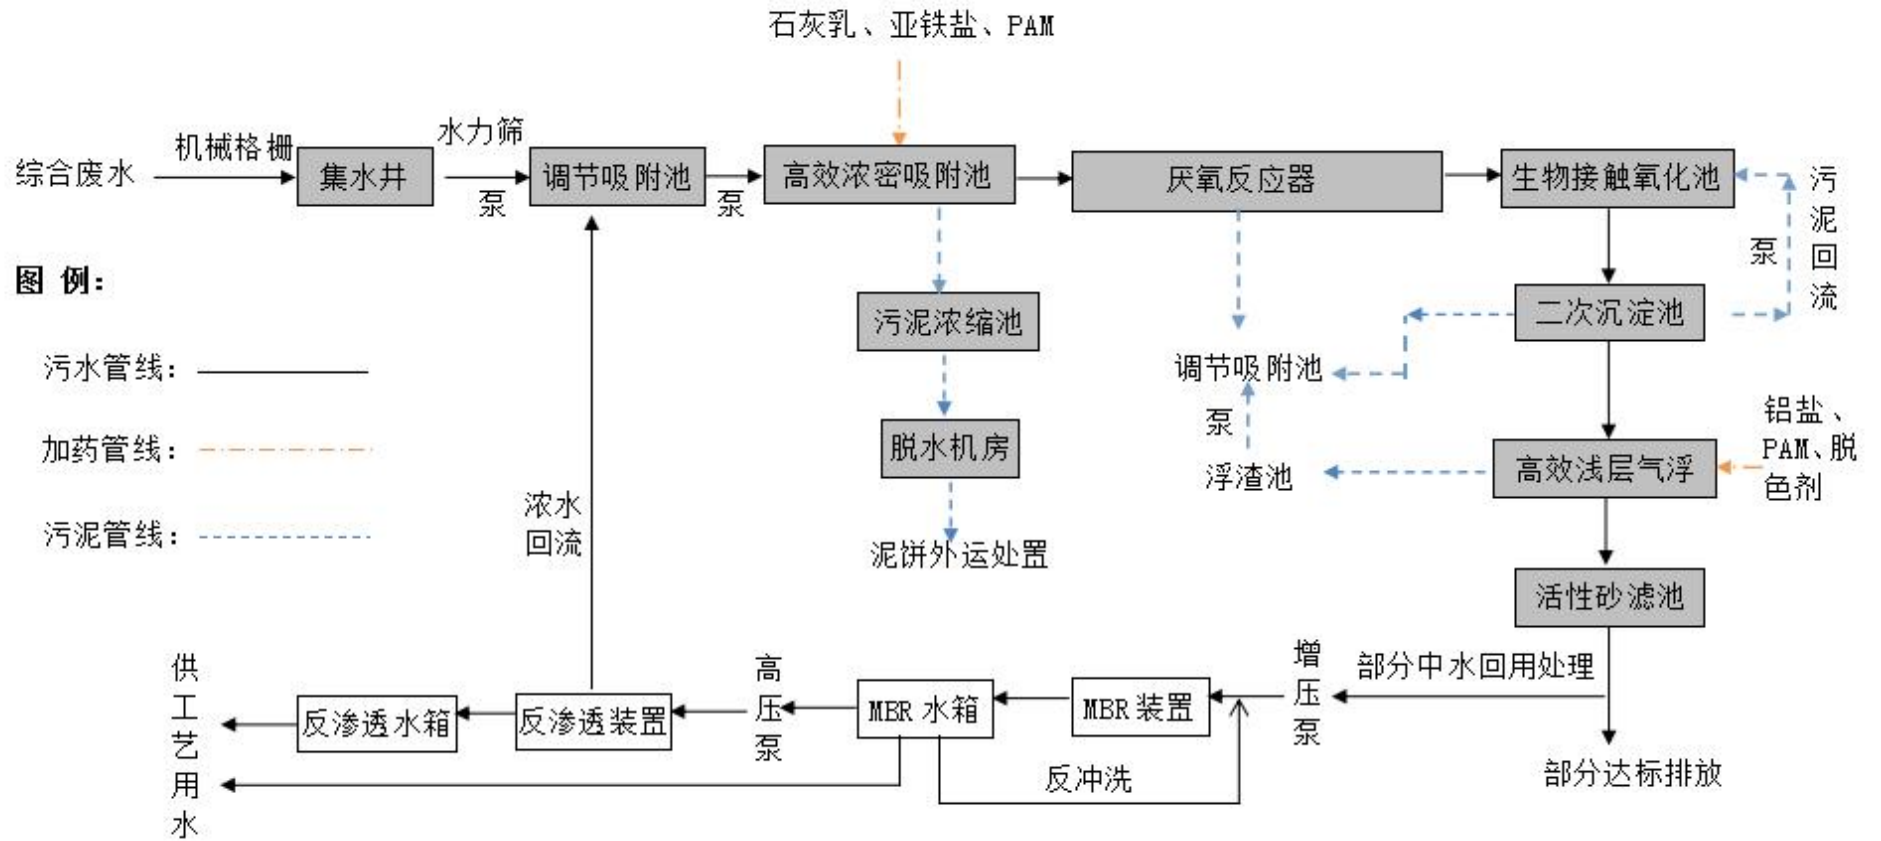 石灰乳、亚铁盐、PAM
综合废水
机械格栅
集水井
水力筛
泵
调节吸附池
泵
高效浓密吸附池
厌氧反应器
生物接触氧化池
污泥回流
泵
图 例：
污水管线：
加药管线：
污泥管线：
污泥浓缩池
脱水机房
泥饼外运处置
二次沉淀池
调节吸附池
泵
浮渣池
高效浅层气浮
铝盐、
PAM、脱
色剂
活性砂滤池
浓水
回流
部分中水回用处理
部分达标排放
增压泵
MBR装置
MBR 水箱
反冲洗
高压泵
反渗透装置
反渗透水箱
供工艺用水